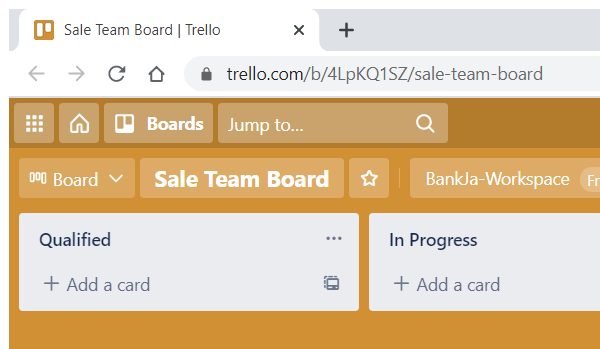 Sale Team Board | Trello
trello.com/b/4LpKQ1SZ/sale-team-board
Boards Jump to...
Board Sale Team Board BankJa-Workspace Fr
Qualified In Progress
+ Add a card + Add a card